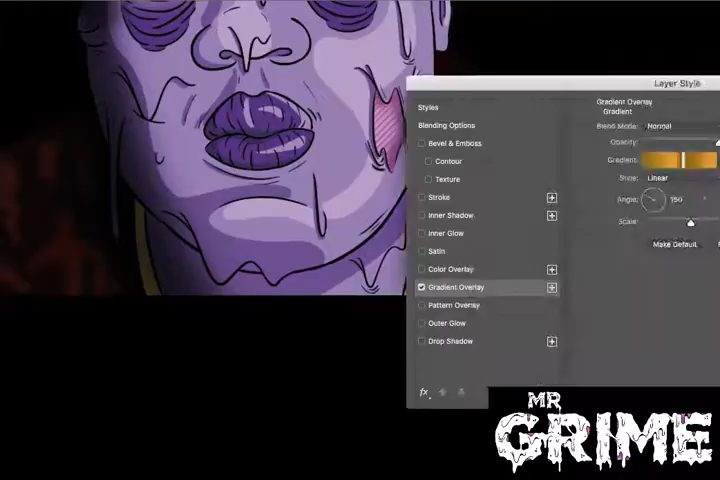 Layer Style
Styles
Blending Options
Bevel & Emboss
Contour
Texture
Stroke
Inner Shadow
Inner Glow
Satin
Color Overlay
Gradient Overlay
Pattern Overlay
Outer Glow
Drop Shadow
fx
Gradient Overlay
Gradient
Blend Mode: Normal
Opacity:
Gradient:
Style: Linear
Angle: 150 °
Scale:
Make Default
MR
GRIME